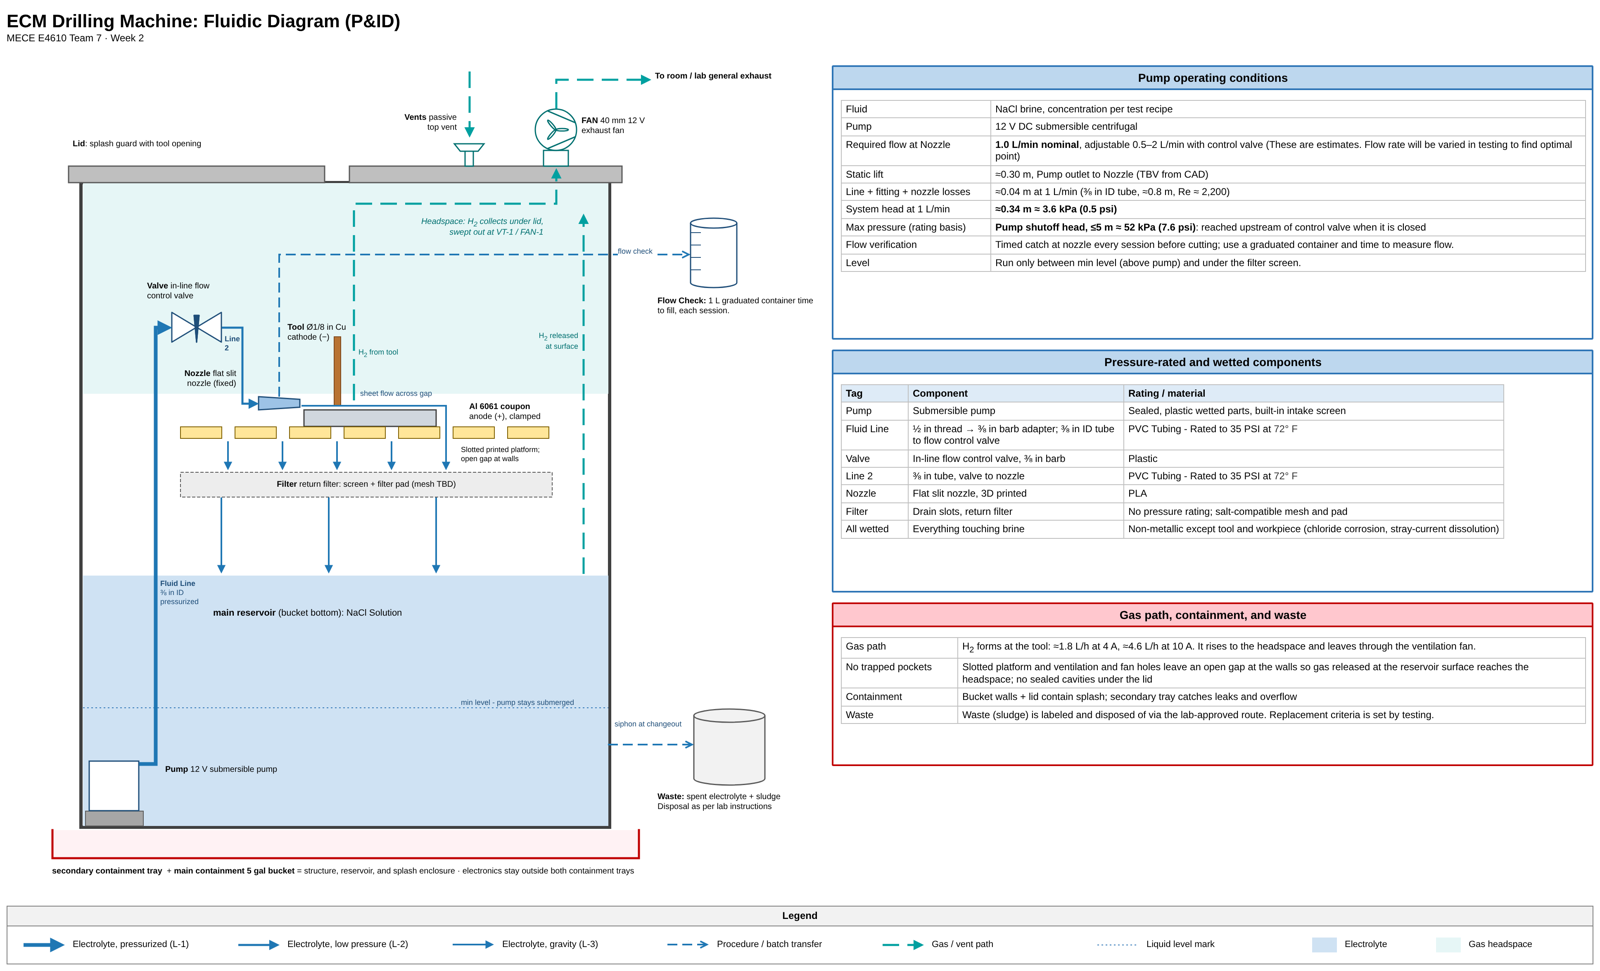 ECM Drilling Machine: Fluidic Diagram (P&ID)
MECE E4610 Team 7 · Week 2
To room / lab general exhaust
Vents passive
top vent
FAN 40 mm 12 V
exhaust fan
Lid: splash guard with tool opening
Headspace: H2 collects under lid,
swept out at VT-1 / FAN-1
flow check
Flow Check: 1 L graduated container time
to fill, each session.
Valve in-line flow
control valve
Line
2
Tool Ø1/8 in Cu
cathode (−)
H2 from tool
H2 released
at surface
Nozzle flat slit
nozzle (fixed)
sheet flow across gap
Al 6061 coupon
anode (+), clamped
Slotted printed platform;
open gap at walls
Filter return filter: screen + filter pad (mesh TBD)
Fluid Line
⅜ in ID
pressurized
main reservoir (bucket bottom): NaCl Solution
min level - pump stays submerged
siphon at changeout
Pump 12 V submersible pump
Waste: spent electrolyte + sludge
Disposal as per lab instructions
secondary containment tray + main containment 5 gal bucket = structure, reservoir, and splash enclosure · electronics stay outside both containment trays
Pump operating conditions
Fluid NaCl brine, concentration per test recipe
Pump 12 V DC submersible centrifugal
Required flow at Nozzle 1.0 L/min nominal, adjustable 0.5–2 L/min with control valve (These are estimates. Flow rate will be varied in testing to find optimal
point)
Static lift ≈0.30 m, Pump outlet to Nozzle (TBV from CAD)
Line + fitting + nozzle losses ≈0.04 m at 1 L/min (⅜ in ID tube, ≈0.8 m, Re ≈ 2,200)
System head at 1 L/min ≈0.34 m ≈ 3.6 kPa (0.5 psi)
Max pressure (rating basis) Pump shutoff head, ≤5 m ≈ 52 kPa (7.6 psi): reached upstream of control valve when it is closed
Flow verification Timed catch at nozzle every session before cutting; use a graduated container and time to measure flow.
Level Run only between min level (above pump) and under the filter screen.
Pressure-rated and wetted components
Tag Component Rating / material
Pump Submersible pump Sealed, plastic wetted parts, built-in intake screen
Fluid Line ½ in thread → ⅜ in barb adapter; ⅜ in ID tube PVC Tubing - Rated to 35 PSI at 72° F
to flow control valve
Valve In-line flow control valve, ⅜ in barb Plastic
Line 2 ⅜ in tube, valve to nozzle PVC Tubing - Rated to 35 PSI at 72° F
Nozzle Flat slit nozzle, 3D printed PLA
Filter Drain slots, return filter No pressure rating; salt-compatible mesh and pad
All wetted Everything touching brine Non-metallic except tool and workpiece (chloride corrosion, stray-current dissolution)
Gas path, containment, and waste
Gas path H2 forms at the tool: ≈1.8 L/h at 4 A, ≈4.6 L/h at 10 A. It rises to the headspace and leaves through the ventilation fan.
No trapped pockets Slotted platform and ventilation and fan holes leave an open gap at the walls so gas released at the reservoir surface reaches the
headspace; no sealed cavities under the lid
Containment Bucket walls + lid contain splash; secondary tray catches leaks and overflow
Waste Waste (sludge) is labeled and disposed of via the lab-approved route. Replacement criteria is set by testing.
Legend
Electrolyte, pressurized (L-1) Electrolyte, low pressure (L-2) Electrolyte, gravity (L-3) Procedure / batch transfer Gas / vent path Liquid level mark Electrolyte Gas headspace